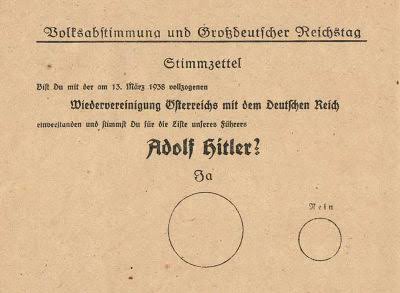 Volksabstimmung und Großdeutscher Reichstag
Stimmzettel
Bist Du mit der am 13. März 1938 vollzogenen
Wiedervereinigung Österreichs mit dem Deutschen Reich
einverstanden und stimmst Du für die Liste unseres Führers
Adolf Hitler?
Ja
Nein